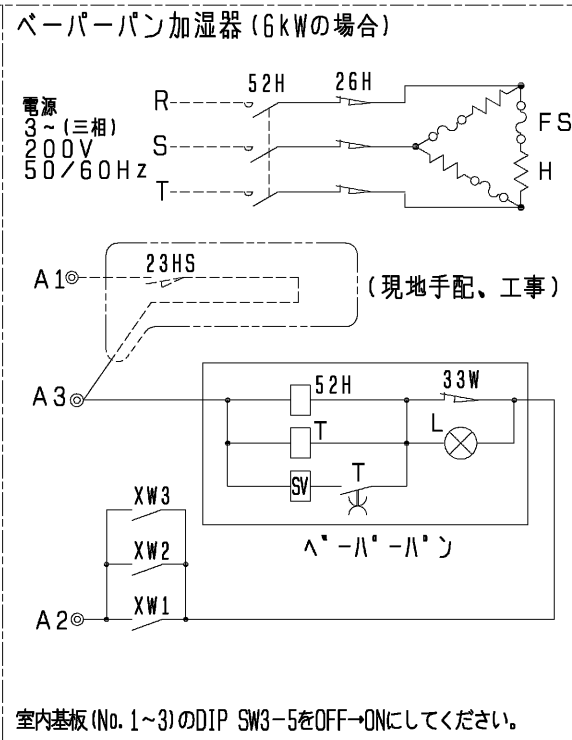 ベーパーパン加湿器(6kWの場合)
52H
26H
電源
3~(三相)
200V
50/60Hz
R
S
T
FS
H
23HS
A1
(現地手配、工事)
A3
52H
33W
T
L
SV
T
ベーパーパン
XW3
XW2
XW1
A2
室内基板(No.1~3)のDIP SW3-5をOFF→ONにしてください。